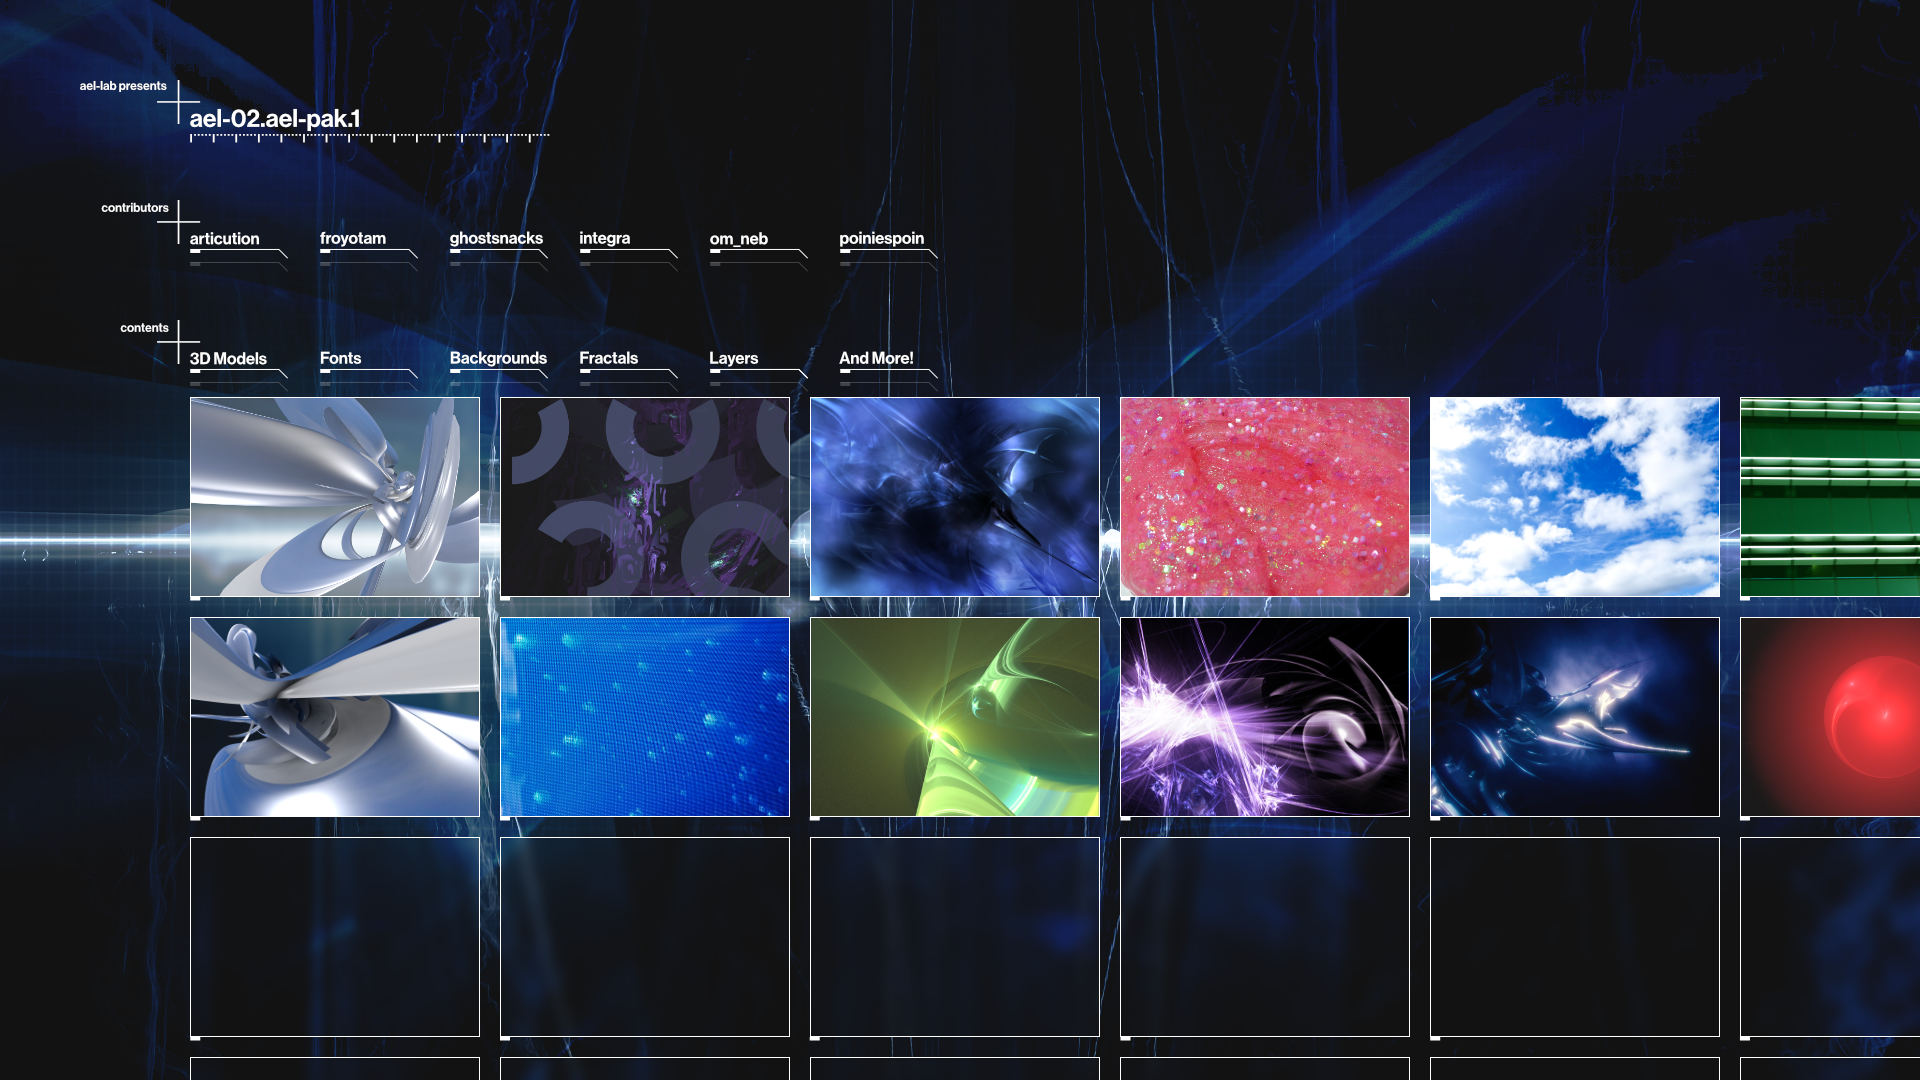 ael-lab presents
ael-02.ael-pak.1
contributors
articution froyotam ghostsnacks integra om_neb poiniespoin
contents
3D Models Fonts Backgrounds Fractals Layers And More!